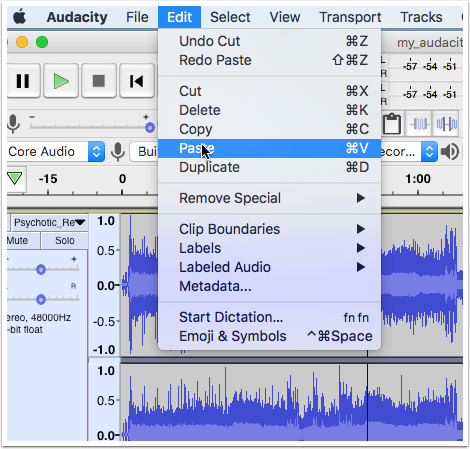 Audacity File Edit Select View Transport Tracks
my_audacit
Undo Cut ⌘Z
Redo Paste ⇧⌘Z
Cut ⌘X
Delete ⌘K
Copy ⌘C
Paste ⌘V
Duplicate ⌘D
Remove Special
Clip Boundaries
Labels
Labeled Audio
Metadata...
Start Dictation... fn fn
Emoji & Symbols ^⌘Space
L -57 -54 -51
R -57 -54 -51
Core Audio Bui ecor...
-15 0 1:00
Psychotic_Re
Mute Solo
- +
L R
ereo, 48000Hz
-bit float
1.0
0.5
0.0
-0.5
-1.0
1.0
0.5
0.0